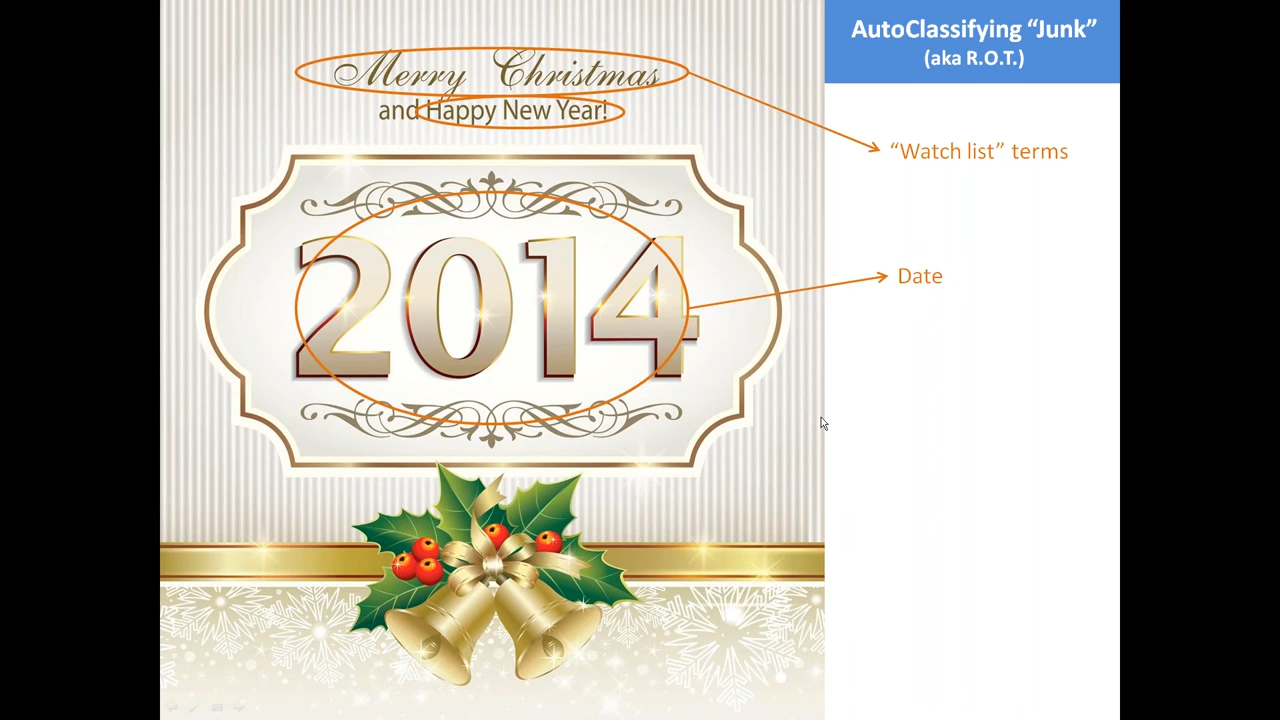 Merry Christmas
and Happy New Year!
2014
AutoClassifying “Junk”
(aka R.O.T.)
“Watch list” terms
Date